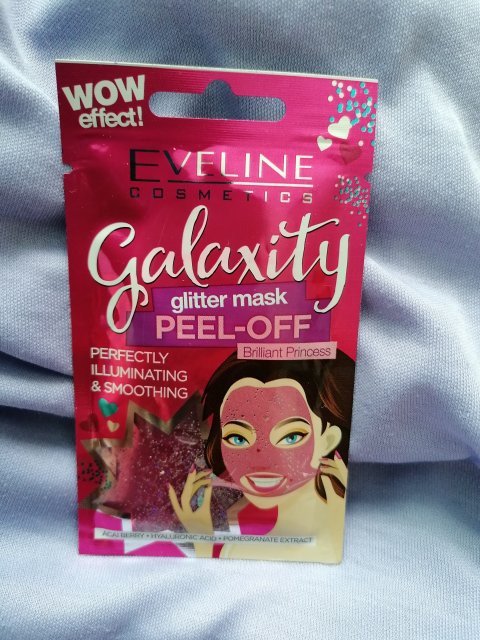 WOW
effect!
EVELINE
COSMETICS
Galaxity
glitter mask
PEEL-OFF
Brilliant Princess
PERFECTLY
ILLUMINATING
& SMOOTHING
ACAI BERRY • HYALURONIC ACID • POMEGRANATE EXTRACT